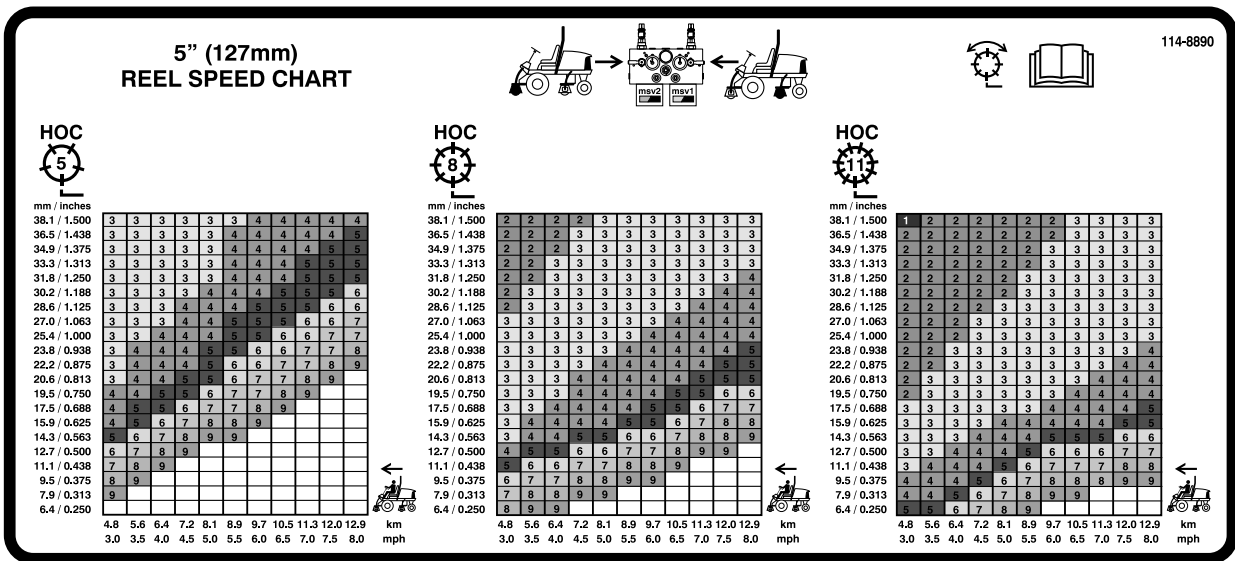 114-8890
5” (127mm)
REEL SPEED CHART
msv2 msv1
HOC
5
mm / inches
38.1 / 1.500 3 3 3 3 3 3 4 4 4 4 4
36.5 / 1.438 3 3 3 3 3 4 4 4 4 4 5
34.9 / 1.375 3 3 3 3 3 4 4 4 4 5 5
33.3 / 1.313 3 3 3 3 3 4 4 4 5 5 5
31.8 / 1.250 3 3 3 3 3 4 4 4 5 5 5
30.2 / 1.188 3 3 3 3 4 4 4 5 5 5 6
28.6 / 1.125 3 3 3 4 4 4 5 5 5 6 6
27.0 / 1.063 3 3 3 4 4 5 5 5 6 6 7
25.4 / 1.000 3 3 4 4 4 5 5 6 6 7 7
23.8 / 0.938 3 4 4 4 5 5 6 6 7 7 8
22.2 / 0.875 3 4 4 4 5 6 6 7 7 8 9
20.6 / 0.813 3 4 4 5 5 6 7 7 8 9
19.5 / 0.750 4 4 5 5 6 6 7 8 9
17.5 / 0.688 4 5 5 6 7 7 8 9
15.9 / 0.625 4 5 6 6 7 8 9
14.3 / 0.563 5 6 7 8 8 9
12.7 / 0.500 6 7 8 9
11.1 / 0.438 7 8 9
9.5 / 0.375 8 9
7.9 / 0.313 9
6.4 / 0.250
4.8 5.6 6.4 7.2 8.1 8.9 9.7 10.5 11.3 12.0 12.9 km
3.0 3.5 4.0 4.5 5.0 5.5 6.0 6.5 7.0 7.5 8.0 mph
HOC
8
mm / inches
38.1 / 1.500 2 2 2 2 3 3 3 3 3 3 3
36.5 / 1.438 2 2 2 3 3 3 3 3 3 3 3
34.9 / 1.375 2 2 2 3 3 3 3 3 3 3 3
33.3 / 1.313 2 2 3 3 3 3 3 3 3 3 3
31.8 / 1.250 2 2 3 3 3 3 3 3 3 3 4
30.2 / 1.188 2 3 3 3 3 3 3 3 3 4 4
28.6 / 1.125 2 3 3 3 3 3 3 3 4 4 4
27.0 / 1.063 3 3 3 3 3 3 3 4 4 4 4
25.4 / 1.000 3 3 3 3 3 3 4 4 4 4 4
23.8 / 0.938 3 3 3 3 3 4 4 4 4 4 5
22.2 / 0.875 3 3 3 3 4 4 4 4 4 5 5
20.6 / 0.813 3 3 3 4 4 4 4 4 5 5 5
19.5 / 0.750 3 3 3 4 4 4 4 5 5 6 6
17.5 / 0.688 3 3 4 4 4 4 5 5 6 7 7
15.9 / 0.625 3 4 4 4 4 5 5 6 7 8 8
14.3 / 0.563 3 4 4 5 5 6 6 7 8 8 9
12.7 / 0.500 4 5 5 6 6 7 7 8 9 9
11.1 / 0.438 5 6 6 7 7 8 8 9
9.5 / 0.375 6 7 7 8 8 9 9
7.9 / 0.313 7 8 8 9 9
6.4 / 0.250 8 9 9
4.8 5.6 6.4 7.2 8.1 8.9 9.7 10.5 11.3 12.0 12.9 km
3.0 3.5 4.0 4.5 5.0 5.5 6.0 6.5 7.0 7.5 8.0 mph
HOC
11
mm / inches
38.1 / 1.500 1 2 2 2 2 2 2 3 3 3 3
36.5 / 1.438 2 2 2 2 2 2 2 3 3 3 3
34.9 / 1.375 2 2 2 2 2 2 3 3 3 3 3
33.3 / 1.313 2 2 2 2 2 2 3 3 3 3 3
31.8 / 1.250 2 2 2 2 2 3 3 3 3 3 3
30.2 / 1.188 2 2 2 2 2 3 3 3 3 3 3
28.6 / 1.125 2 2 2 2 3 3 3 3 3 3 3
27.0 / 1.063 2 2 2 3 3 3 3 3 3 3 3
25.4 / 1.000 2 2 2 3 3 3 3 3 3 3 3
23.8 / 0.938 2 2 3 3 3 3 3 3 3 3 4
22.2 / 0.875 2 2 3 3 3 3 3 3 3 4 4
20.6 / 0.813 2 3 3 3 3 3 3 3 4 4 4
19.5 / 0.750 2 3 3 3 3 3 3 4 4 4 4
17.5 / 0.688 3 3 3 3 3 3 4 4 4 4 5
15.9 / 0.625 3 3 3 3 4 4 4 4 4 5 5
14.3 / 0.563 3 3 3 4 4 4 5 5 5 6 6
12.7 / 0.500 3 3 4 4 4 5 6 6 6 7 7
11.1 / 0.438 3 4 4 4 5 6 6 7 7 8 8
9.5 / 0.375 4 4 4 5 6 7 7 8 8 9 9
7.9 / 0.313 4 4 5 6 7 8 9 9
6.4 / 0.250 5 5 6 7 8 9
4.8 5.6 6.4 7.2 8.1 8.9 9.7 10.5 11.3 12.0 12.9 km
3.0 3.5 4.0 4.5 5.0 5.5 6.0 6.5 7.0 7.5 8.0 mph